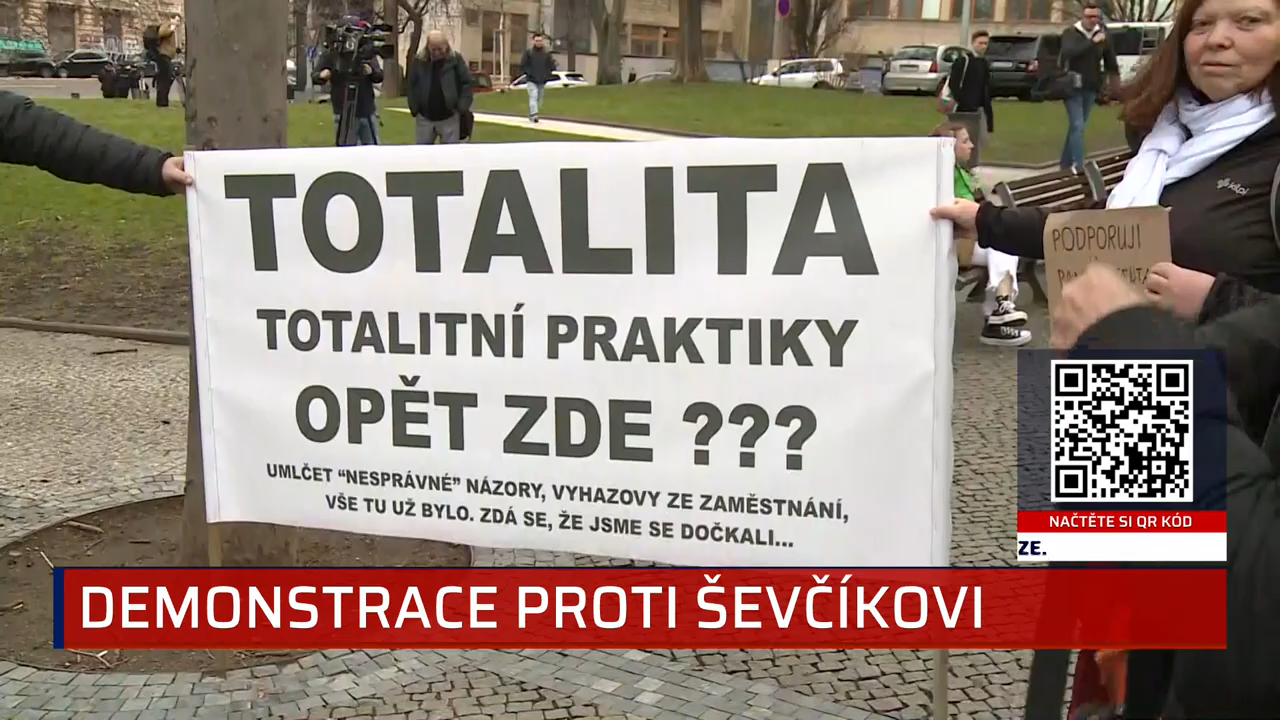 TOTALITA
TOTALITNÍ PRAKTIKY
OPĚT ZDE ???
UMLČET “NESPRÁVNÉ” NÁZORY, VYHAZOVY ZE ZAMĚSTNÁNÍ,
VŠE TU UŽ BYLO. ZDÁ SE, ŽE JSME SE DOČKALI...
PODPORUJI
NAČTĚTE SI QR KÓD
ZE.
DEMONSTRACE PROTI ŠEVČÍKOVI